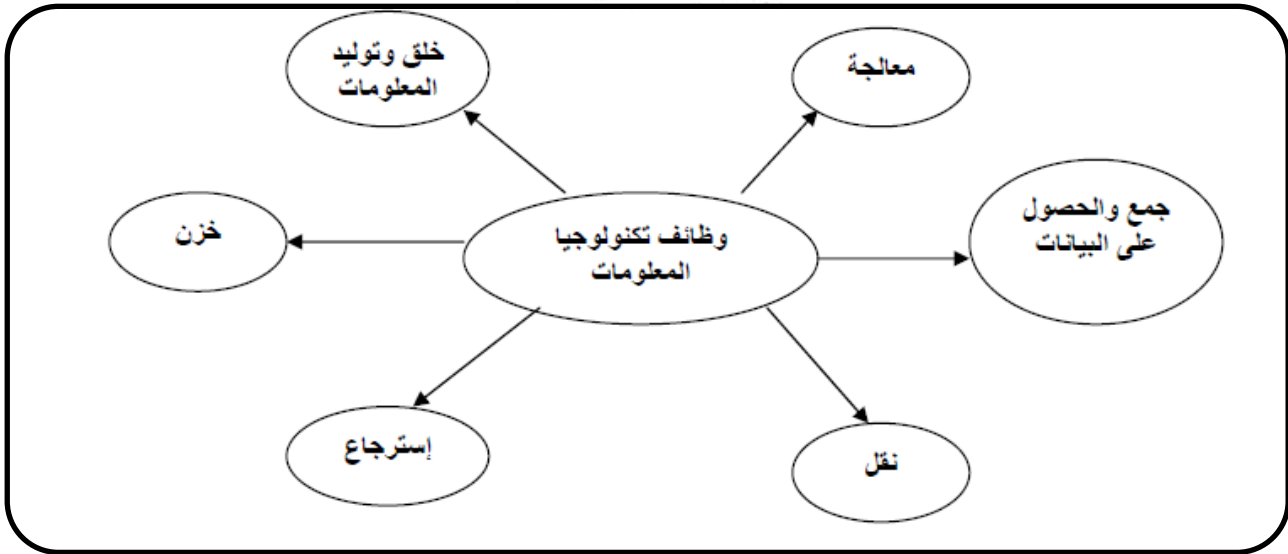 خلق وتوليد
المعلومات
معالجة
جمع والحصول
على البيانات
خزن
وظائف تكنولوجيا
المعلومات
إسترجاع
نقل